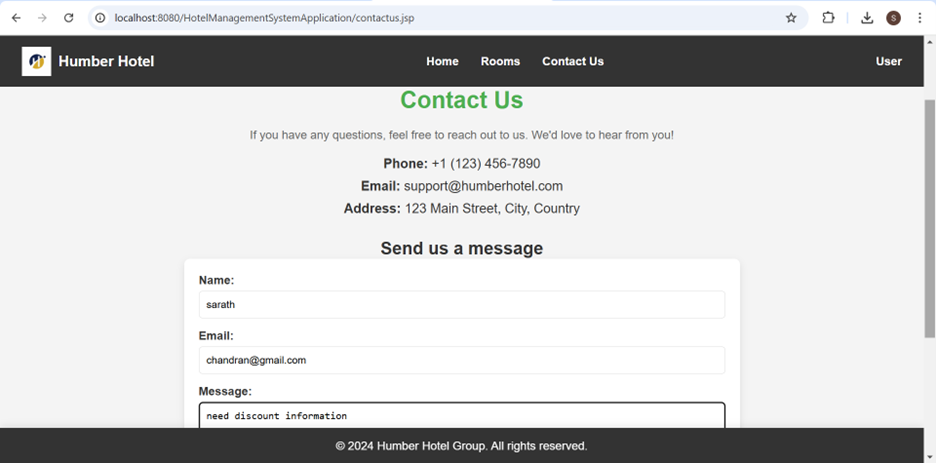 localhost:8080/HotelManagementSystemApplication/contactus.jsp
S
Humber Hotel
Home Rooms Contact Us
User
Contact Us
If you have any questions, feel free to reach out to us. We'd love to hear from you!
Phone: +1 (123) 456-7890
Email: support@humberhotel.com
Address: 123 Main Street, City, Country
Send us a message
Name:
sarath
Email:
chandran@gmail.com
Message:
need discount information
© 2024 Humber Hotel Group. All rights reserved.